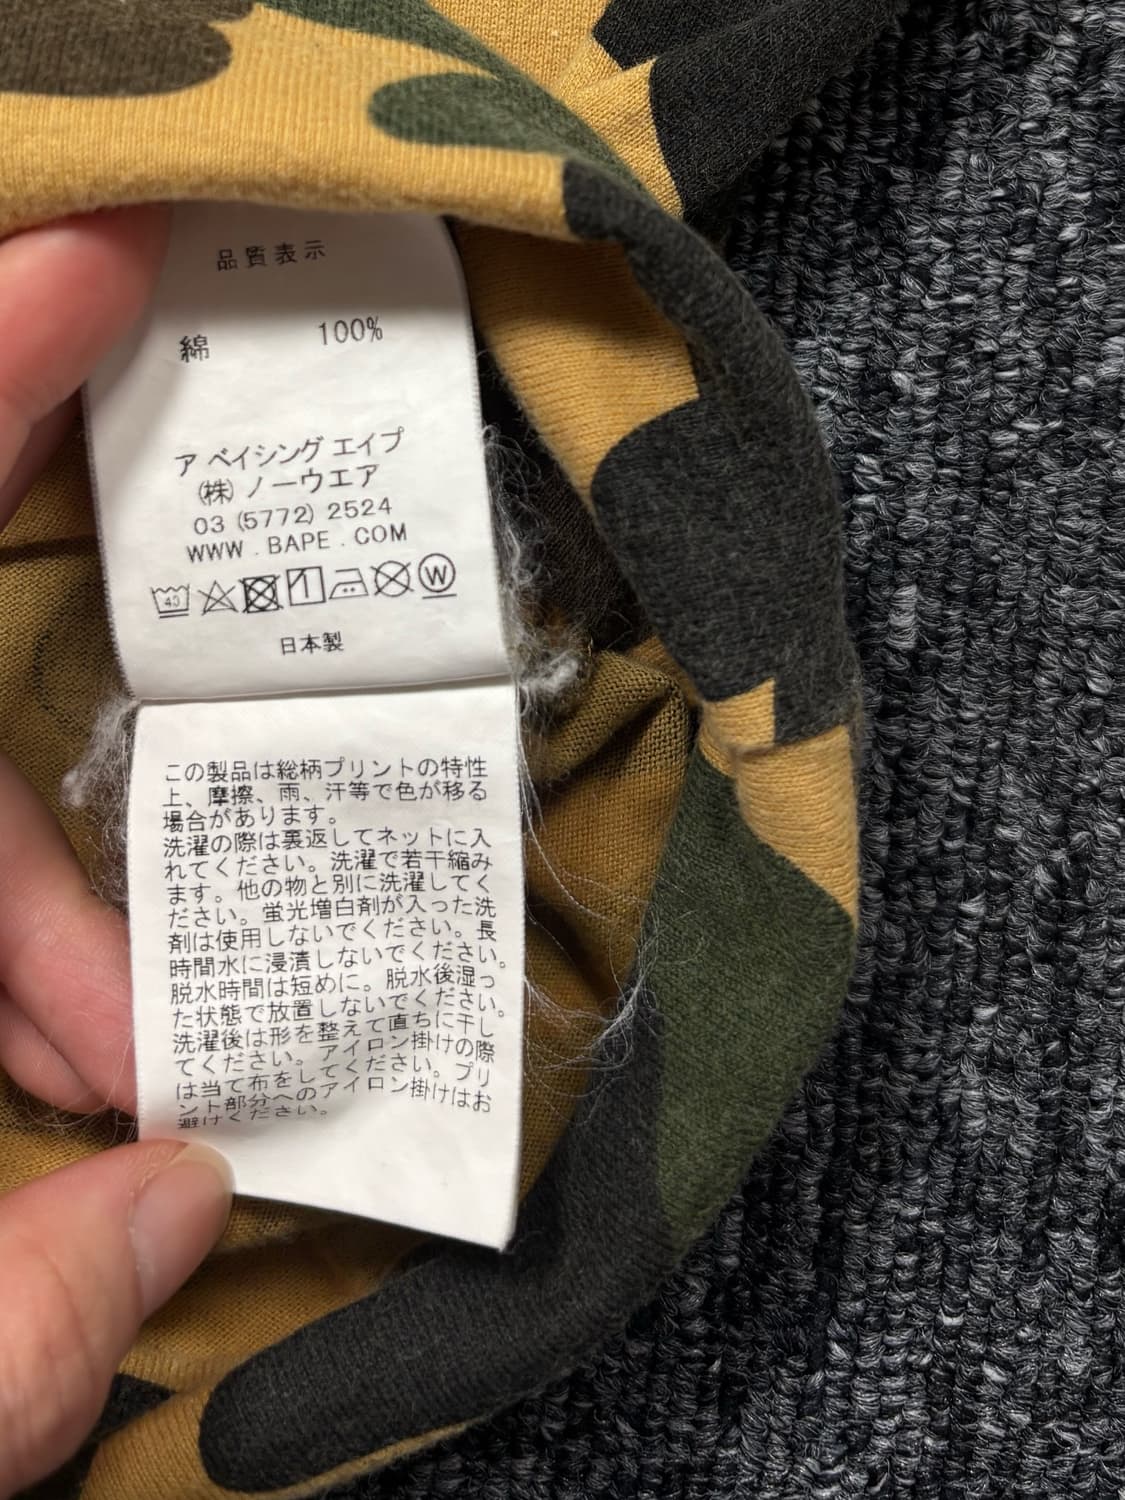 品質表示
綿 100%
ア ベイシング エイプ
(株) ノーウエア
03 (5772) 2524
WWW . BAPE . COM
40 W
日本製
この製品は総柄プリントの特性
上、摩擦、雨、汗等で色が移る
場合があります。
洗濯の際は裏返してネットに入
れてください。洗濯で若干縮み
ます。他の物と別に洗濯してく
ださい。蛍光増白剤が入った洗
剤は使用しないでください。長
時間水に浸漬しないでください。
脱水時間は短めに。脱水後湿っ
た状態で放置しないでください。
洗濯後は形を整えて直ちに干し
てください。アイロン掛けの際
は当て布をしてください。プリ
ント部分へのアイロン掛けはお
避けください。